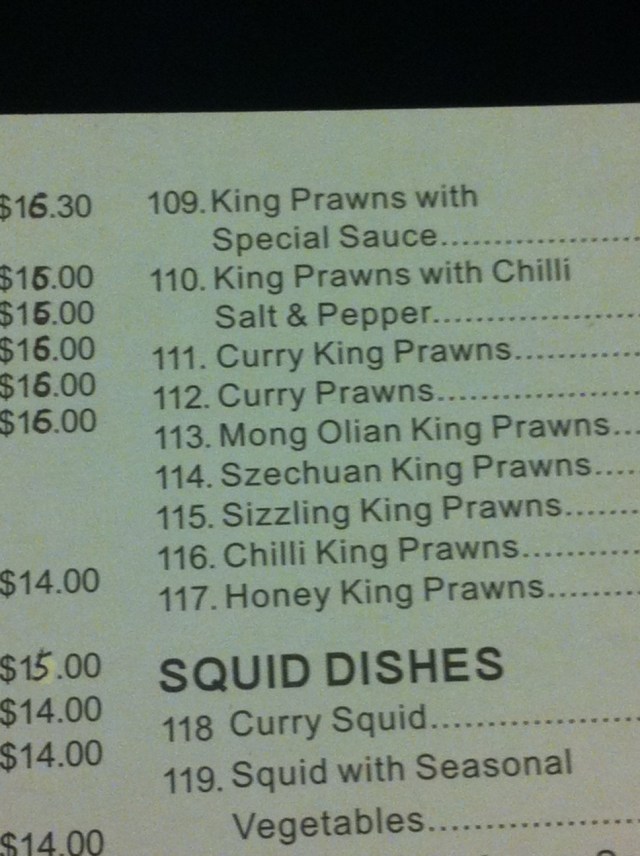 $16.30
$16.00
$16.00
$16.00
$16.00
$16.00
$14.00
$15.00
$14.00
$14.00
$14.00
109. King Prawns with
Special Sauce
110. King Prawns with Chilli
Salt & Pepper
111. Curry King Prawns
112. Curry Prawns
113. Mong Olian King Prawns
114. Szechuan King Prawns
115. Sizzling King Prawns
116. Chilli King Prawns
117. Honey King Prawns
SQUID DISHES
118 Curry Squid
119. Squid with Seasonal
Vegetables